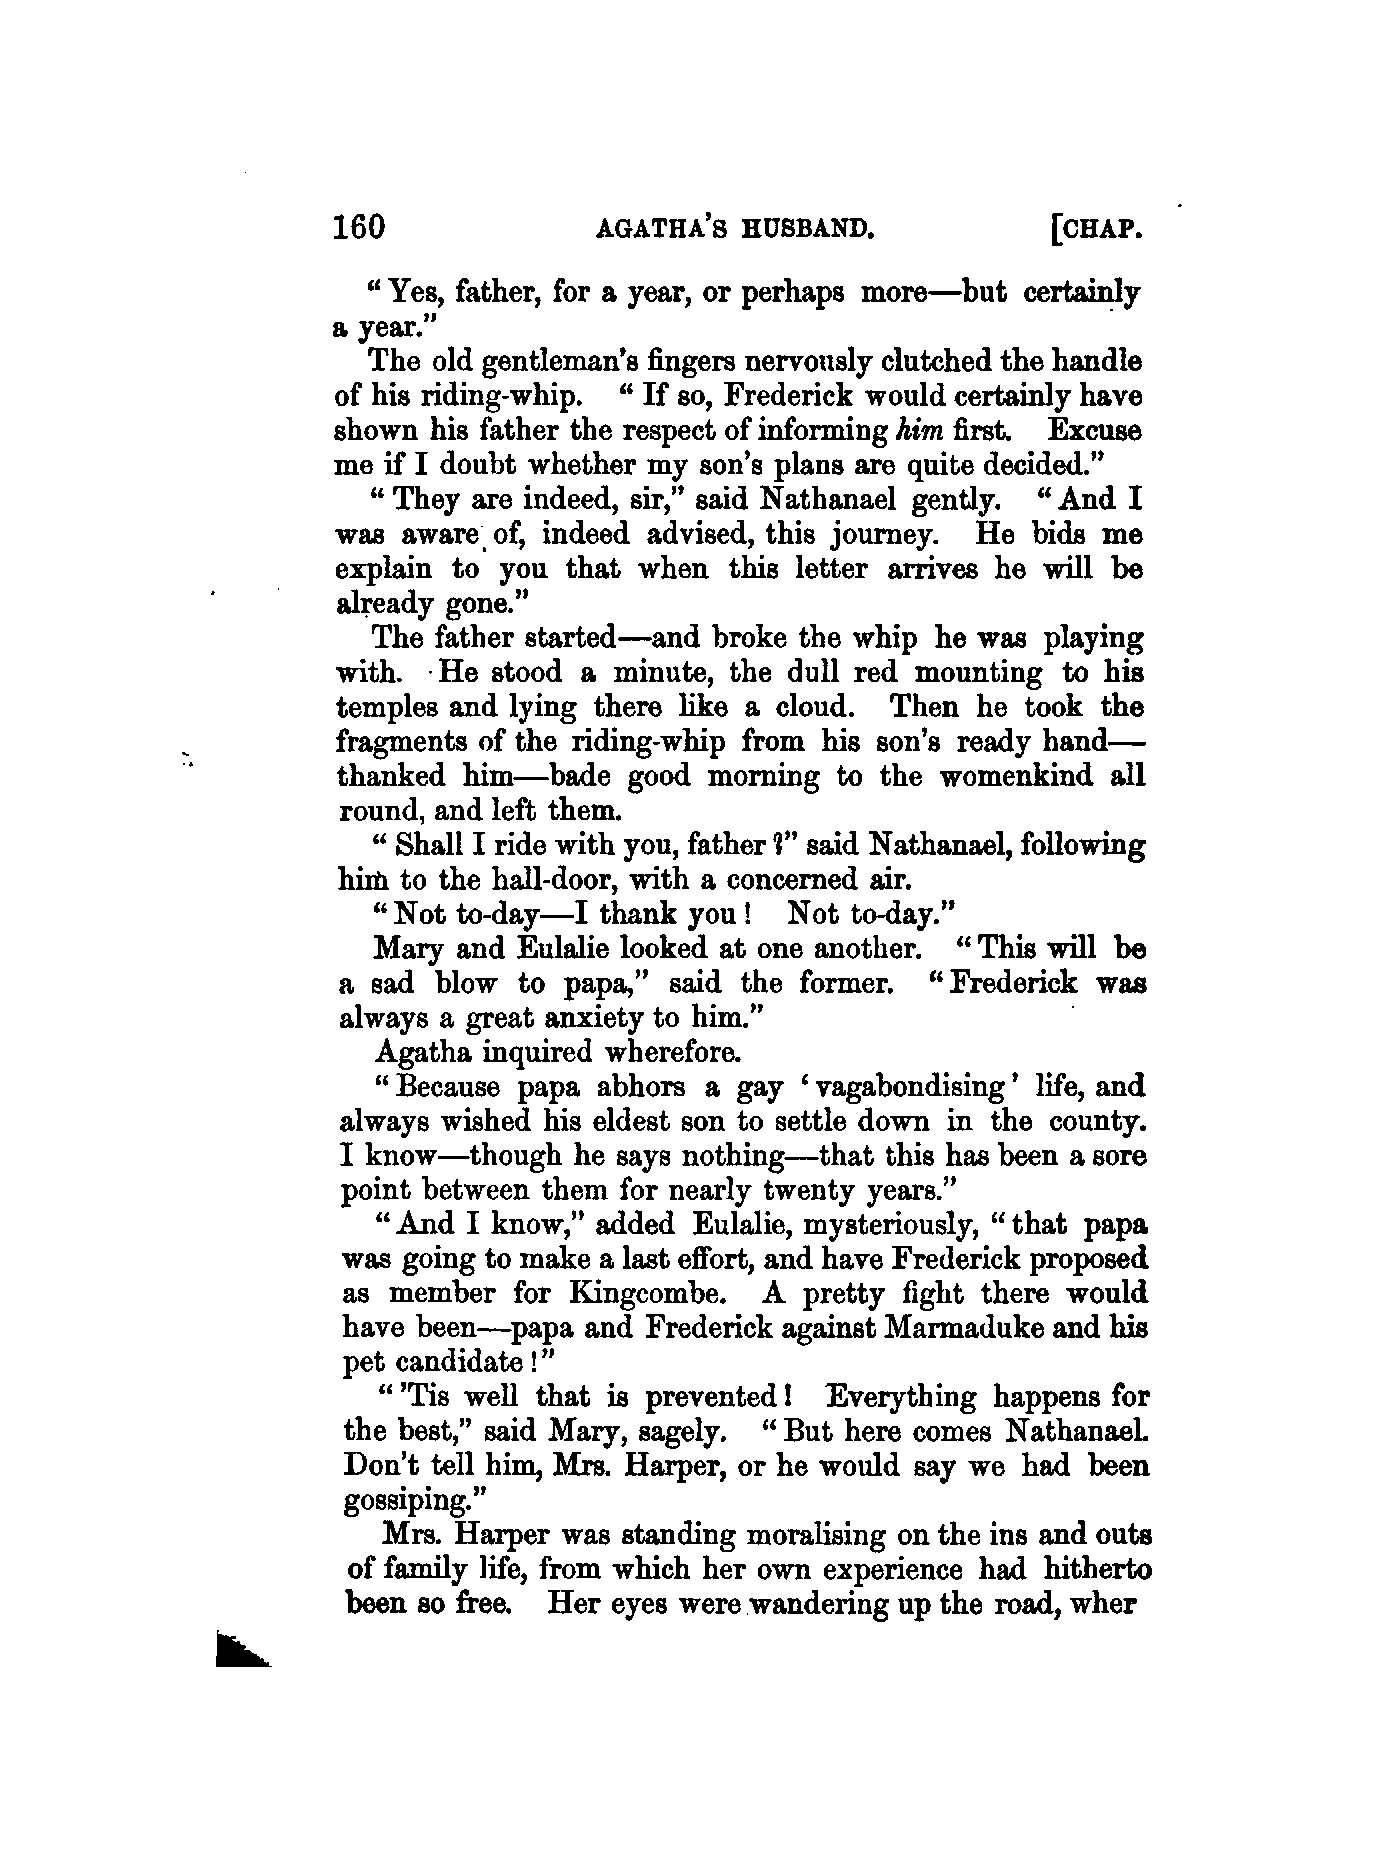 160 AGATHA'S HUSBAND. [CHAP.
“Yes, father, for a year, or perhaps more—but certainly
a year.”
The old gentleman's fingers nervously clutched the handle
of his riding-whip. “If so, Frederick would certainly have
shown his father the respect of informing him first. Excuse
me if I doubt whether my son's plans are quite decided.”
“They are indeed, sir,” said Nathanael gently. “And I
was aware of, indeed advised, this journey. He bids me
explain to you that when this letter arrives he will be
already gone.”
The father started—and broke the whip he was playing
with. He stood a minute, the dull red mounting to his
temples and lying there like a cloud. Then he took the
fragments of the riding-whip from his son's ready hand—
thanked him—bade good morning to the womenkind all
round, and left them.
“Shall I ride with you, father?” said Nathanael, following
him to the hall-door, with a concerned air.
“Not to-day—I thank you! Not to-day.”
Mary and Eulalie looked at one another. “This will be
a sad blow to papa,” said the former. “Frederick was
always a great anxiety to him.”
Agatha inquired wherefore.
“Because papa abhors a gay ‘vagabondising’ life, and
always wished his eldest son to settle down in the county.
I know—though he says nothing—that this has been a sore
point between them for nearly twenty years.”
“And I know,” added Eulalie, mysteriously, “that papa
was going to make a last effort, and have Frederick proposed
as member for Kingcombe. A pretty fight there would
have been—papa and Frederick against Marmaduke and his
pet candidate!”
“'Tis well that is prevented! Everything happens for
the best,” said Mary, sagely. “But here comes Nathanael.
Don't tell him, Mrs. Harper, or he would say we had been
gossiping.”
Mrs. Harper was standing moralising on the ins and outs
of family life, from which her own experience had hitherto
been so free. Her eyes were wandering up the road, wher